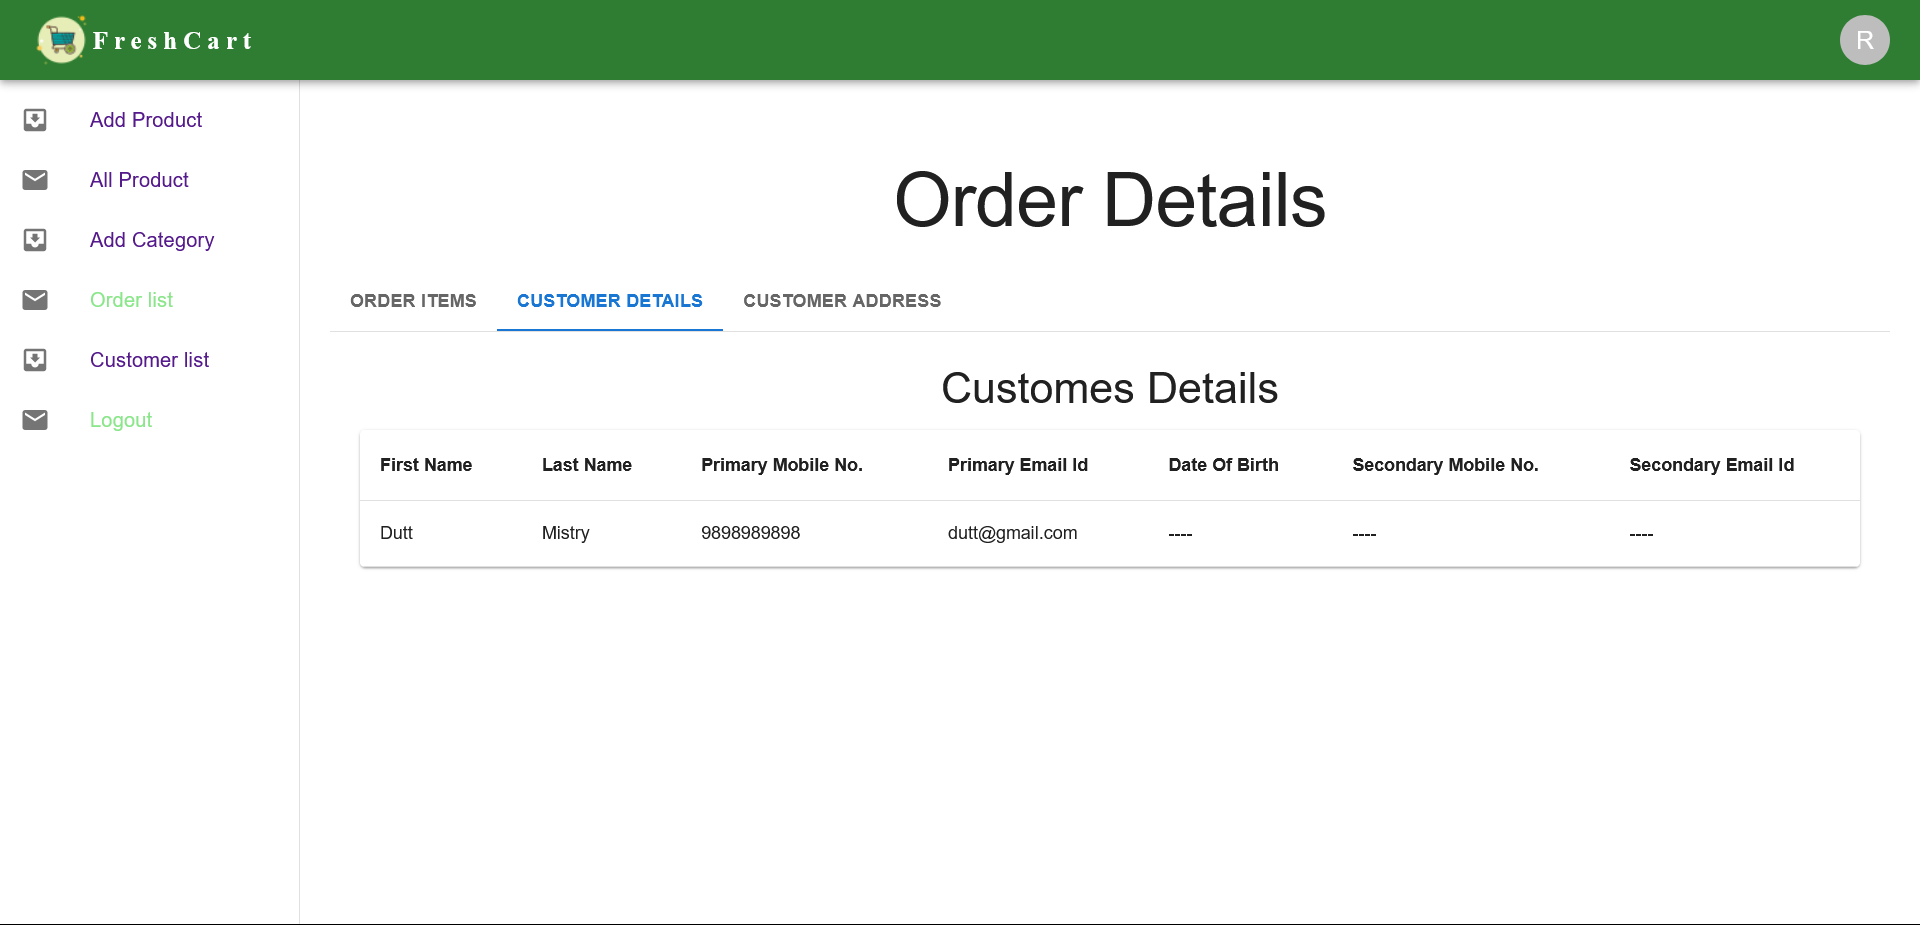 FreshCart
R
Add Product
All Product
Add Category
Order list
Customer list
Logout
Order Details
ORDER ITEMS CUSTOMER DETAILS CUSTOMER ADDRESS
Customes Details
First Name Last Name Primary Mobile No. Primary Email Id Date Of Birth Secondary Mobile No. Secondary Email Id
Dutt Mistry 9898989898 dutt@gmail.com ---- ---- ----